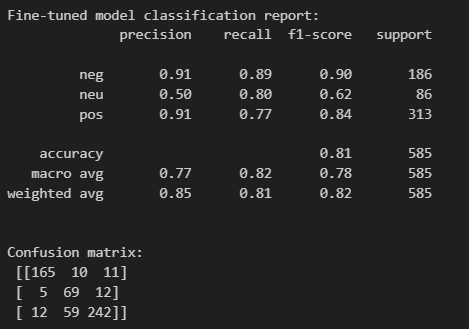 Fine-tuned model classification report:
              precision    recall  f1-score   support

         neg       0.91      0.89      0.90       186
         neu       0.50      0.80      0.62        86
         pos       0.91      0.77      0.84       313

    accuracy                           0.81       585
   macro avg       0.77      0.82      0.78       585
weighted avg       0.85      0.81      0.82       585


Confusion matrix:
 [[165  10  11]
 [  5  69  12]
 [ 12  59 242]]